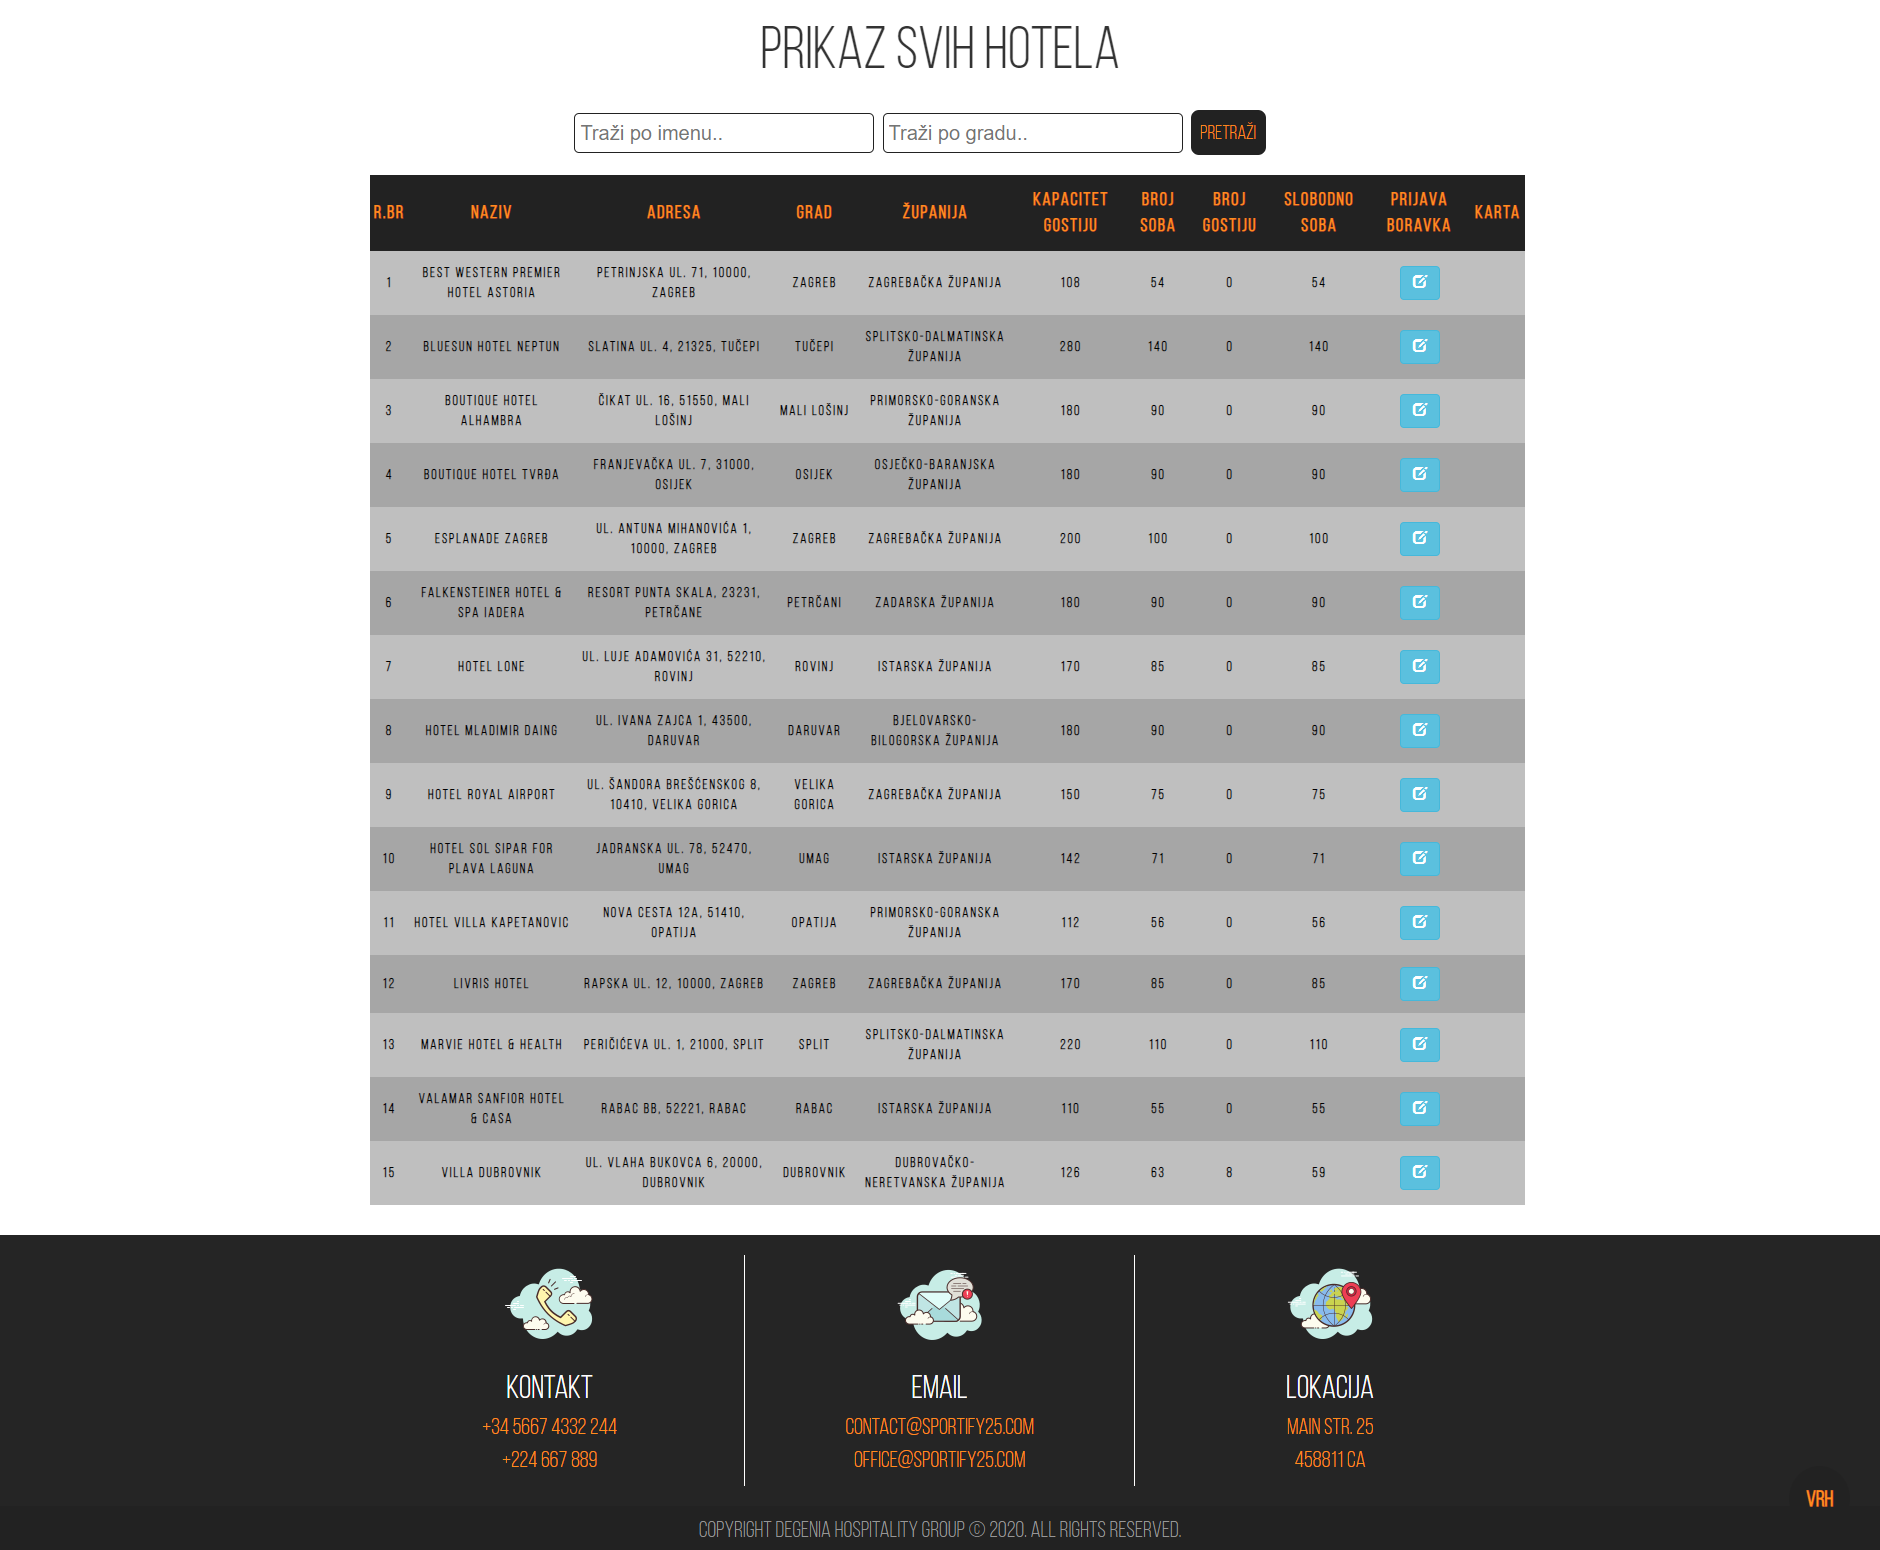 PRIKAZ SVIH HOTELA
Traži po imenu.. Traži po gradu.. PRETRAŽI
R.BR NAZIV ADRESA GRAD ŽUPANIJA KAPACITET GOSTIJU BROJ SOBA BROJ GOSTIJU SLOBODNO SOBA PRIJAVA BORAVKA KARTA
1 BEST WESTERN PREMIER HOTEL ASTORIA PETRINJSKA UL. 71, 10000, ZAGREB ZAGREB ZAGREBAČKA ŽUPANIJA 108 54 0 54
2 BLUESUN HOTEL NEPTUN SLATINA UL. 4, 21325, TUČEPI TUČEPI SPLITSKO-DALMATINSKA ŽUPANIJA 280 140 0 140
3 BOUTIQUE HOTEL ALHAMBRA ČIKAT UL. 16, 51550, MALI LOŠINJ MALI LOŠINJ PRIMORSKO-GORANSKA ŽUPANIJA 180 90 0 90
4 BOUTIQUE HOTEL TVRĐA FRANJEVAČKA UL. 7, 31000, OSIJEK OSIJEK OSJEČKO-BARANJSKA ŽUPANIJA 180 90 0 90
5 ESPLANADE ZAGREB UL. ANTUNA MIHANOVIĆA 1, 10000, ZAGREB ZAGREB ZAGREBAČKA ŽUPANIJA 200 100 0 100
6 FALKENSTEINER HOTEL & SPA IADERA RESORT PUNTA SKALA, 23231, PETRČANE PETRČANI ZADARSKA ŽUPANIJA 180 90 0 90
7 HOTEL LONE UL. LUJE ADAMOVIĆA 31, 52210, ROVINJ ROVINJ ISTARSKA ŽUPANIJA 170 85 0 85
8 HOTEL MLADIMIR DAING UL. IVANA ZAJCA 1, 43500, DARUVAR DARUVAR BJELOVARSKO-BILOGORSKA ŽUPANIJA 180 90 0 90
9 HOTEL ROYAL AIRPORT UL. ŠANDORA BREŠĆENSKOG 8, 10410, VELIKA GORICA VELIKA GORICA ZAGREBAČKA ŽUPANIJA 150 75 0 75
10 HOTEL SOL SIPAR FOR PLAVA LAGUNA JADRANSKA UL. 78, 52470, UMAG UMAG ISTARSKA ŽUPANIJA 142 71 0 71
11 HOTEL VILLA KAPETANOVIC NOVA CESTA 12A, 51410, OPATIJA OPATIJA PRIMORSKO-GORANSKA ŽUPANIJA 112 56 0 56
12 LIVRIS HOTEL RAPSKA UL. 12, 10000, ZAGREB ZAGREB ZAGREBAČKA ŽUPANIJA 170 85 0 85
13 MARVIE HOTEL & HEALTH PERIČIĆEVA UL. 1, 21000, SPLIT SPLIT SPLITSKO-DALMATINSKA ŽUPANIJA 220 110 0 110
14 VALAMAR SANFIOR HOTEL & CASA RABAC BB, 52221, RABAC RABAC ISTARSKA ŽUPANIJA 110 55 0 55
15 VILLA DUBROVNIK UL. VLAHA BUKOVCA 6, 20000, DUBROVNIK DUBROVNIK DUBROVAČKO-NERETVANSKA ŽUPANIJA 126 63 8 59
KONTAKT
+34 5667 4332 244
+224 667 889
EMAIL
CONTACT@SPORTIFY25.COM
OFFICE@SPORTIFY25.COM
LOKACIJA
MAIN STR. 25
458811 CA
VRH
COPYRIGHT DEGENIA HOSPITALITY GROUP © 2020. ALL RIGHTS RESERVED.